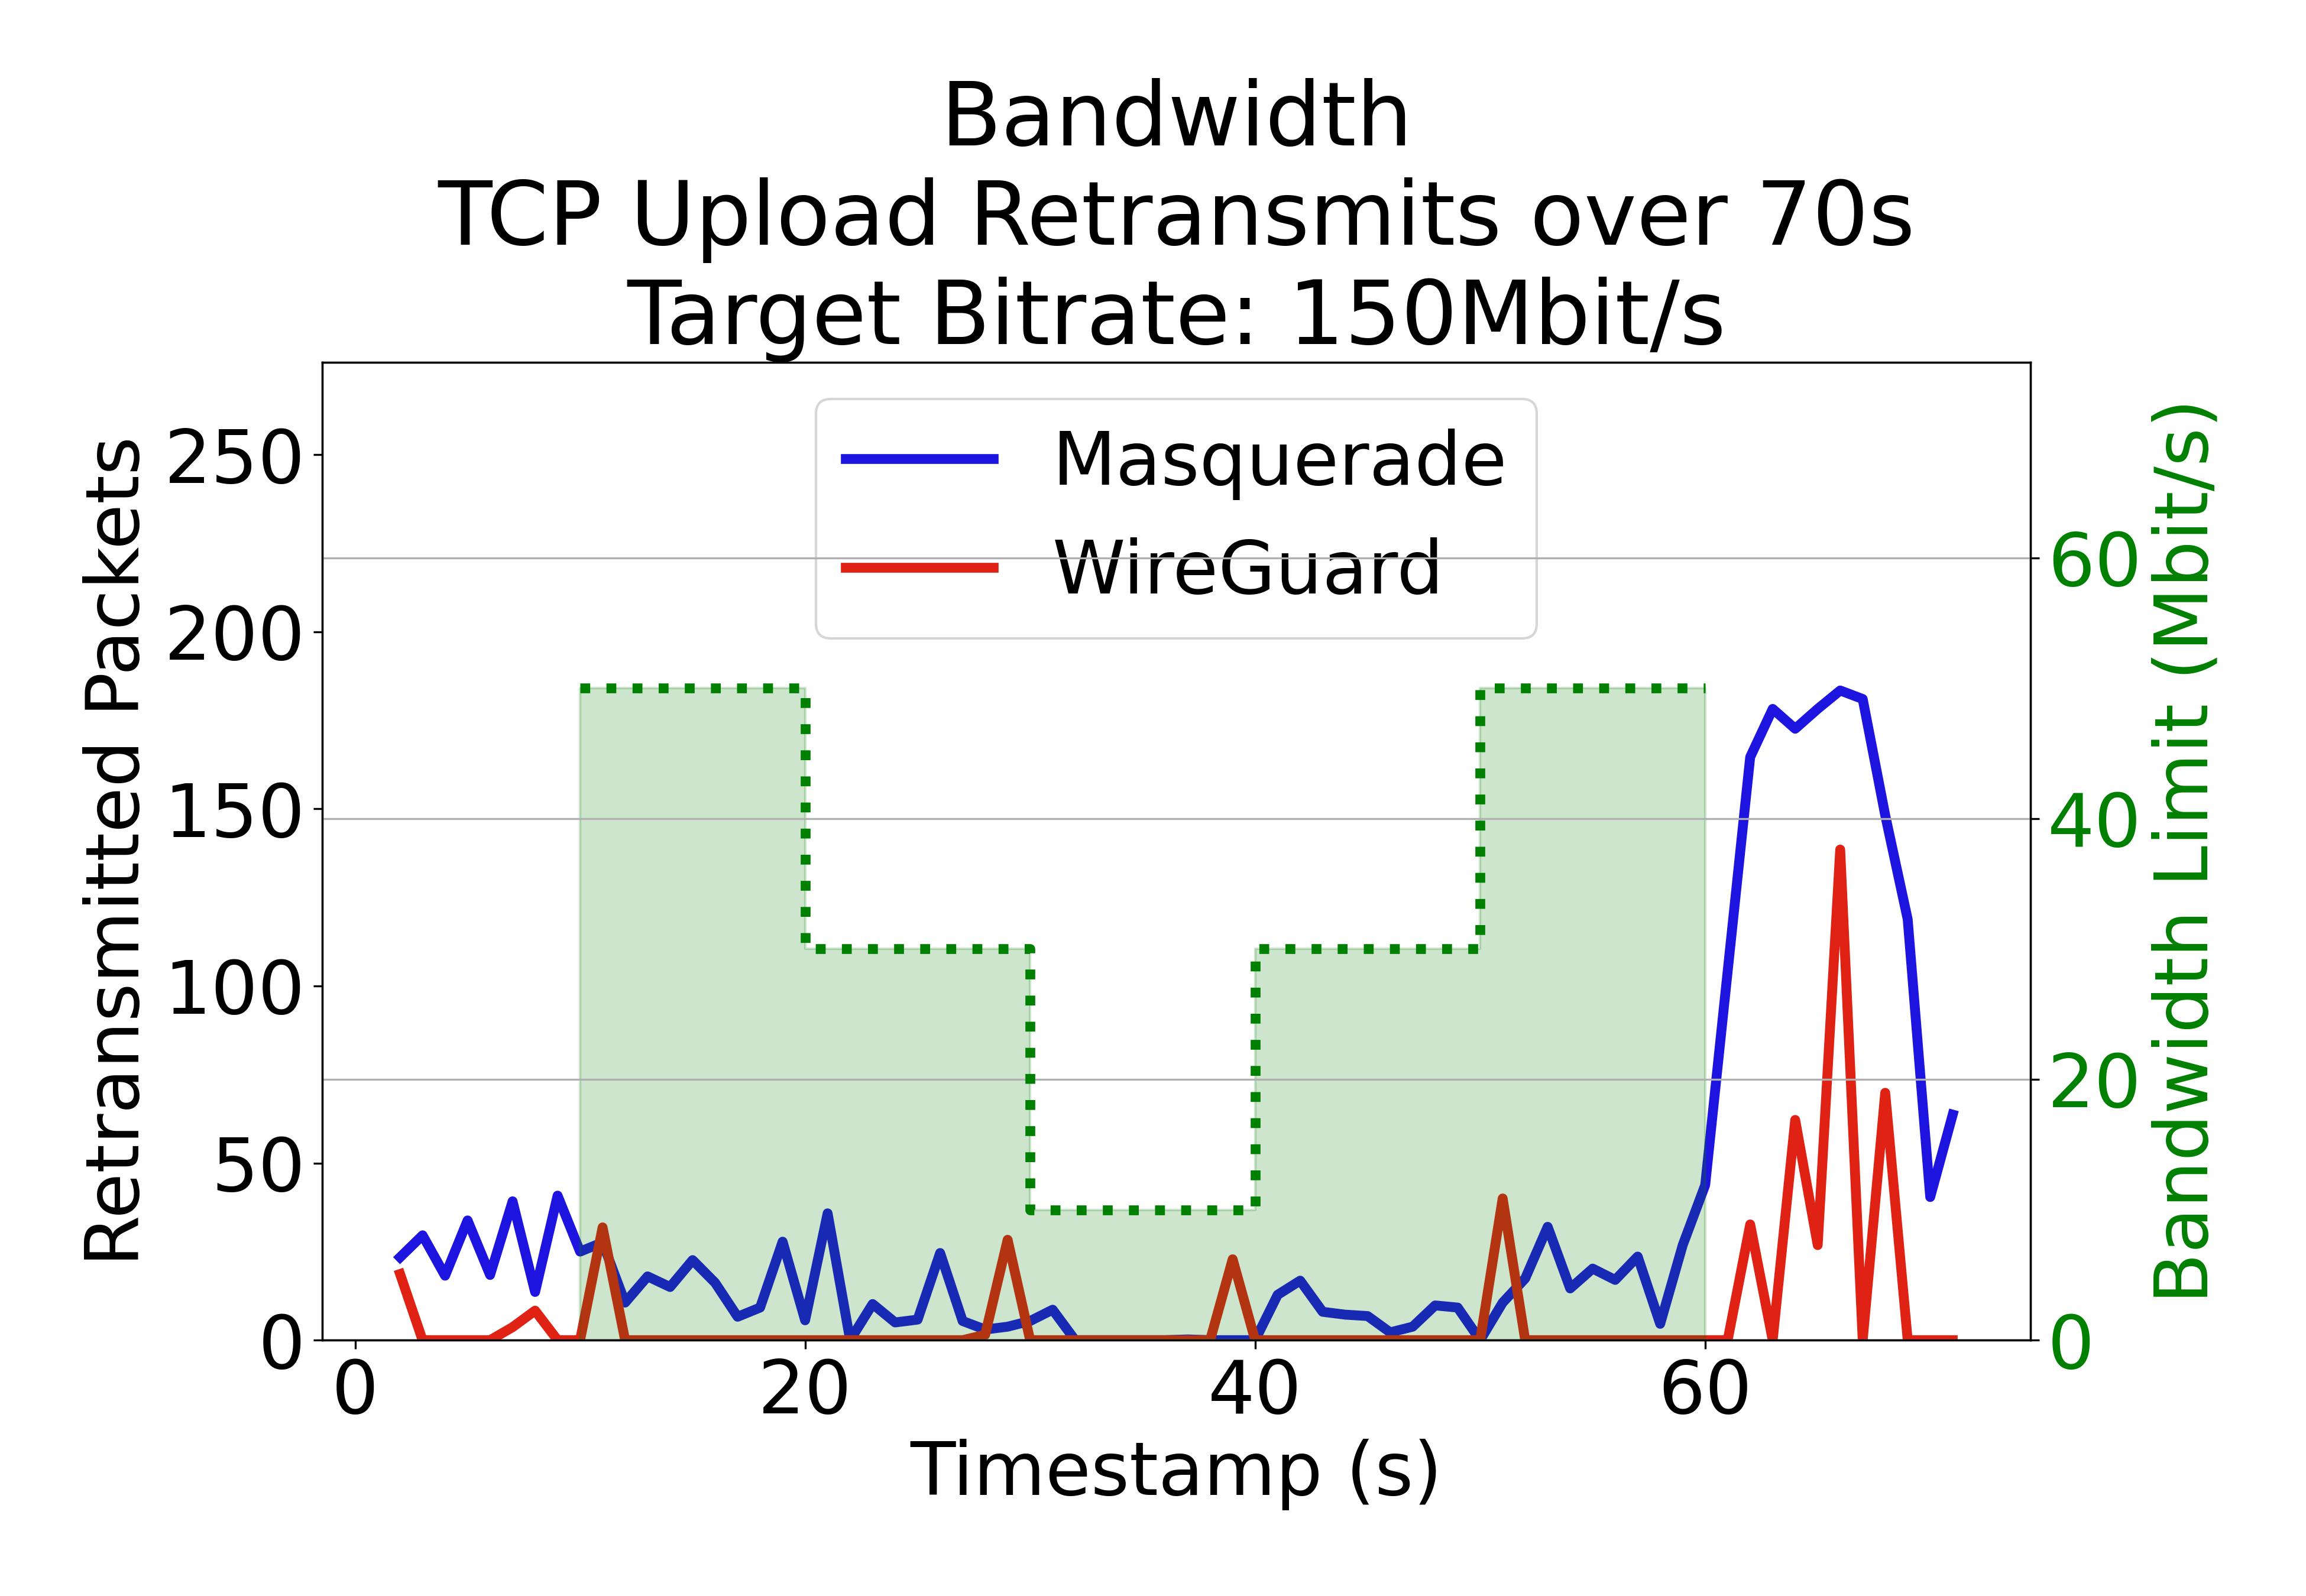 Bandwidth
TCP Upload Retransmits over 70s
Target Bitrate: 150Mbit/s
Retransmitted Packets
250
200
150
100
50
0
Masquerade
WireGuard
60
40
20
0
Bandwidth Limit (Mbit/s)
0 20 40 60
Timestamp (s)